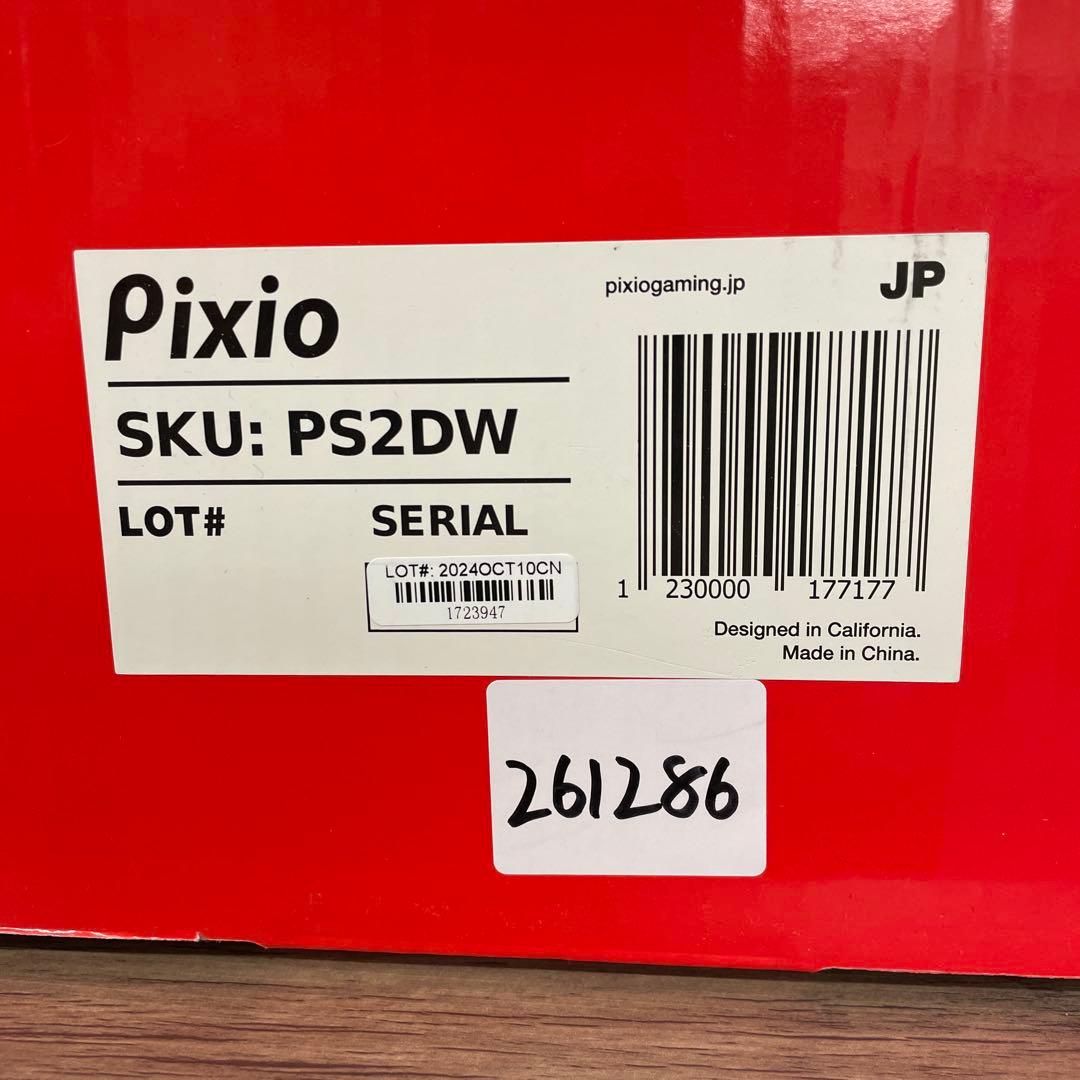 Pixio
pixiogaming.jp
JP
SKU: PS2DW
LOT#
SERIAL
LOT#: 2024OCT10CN
1723947
1 230000 177177
Designed in California.
Made in China.
261286